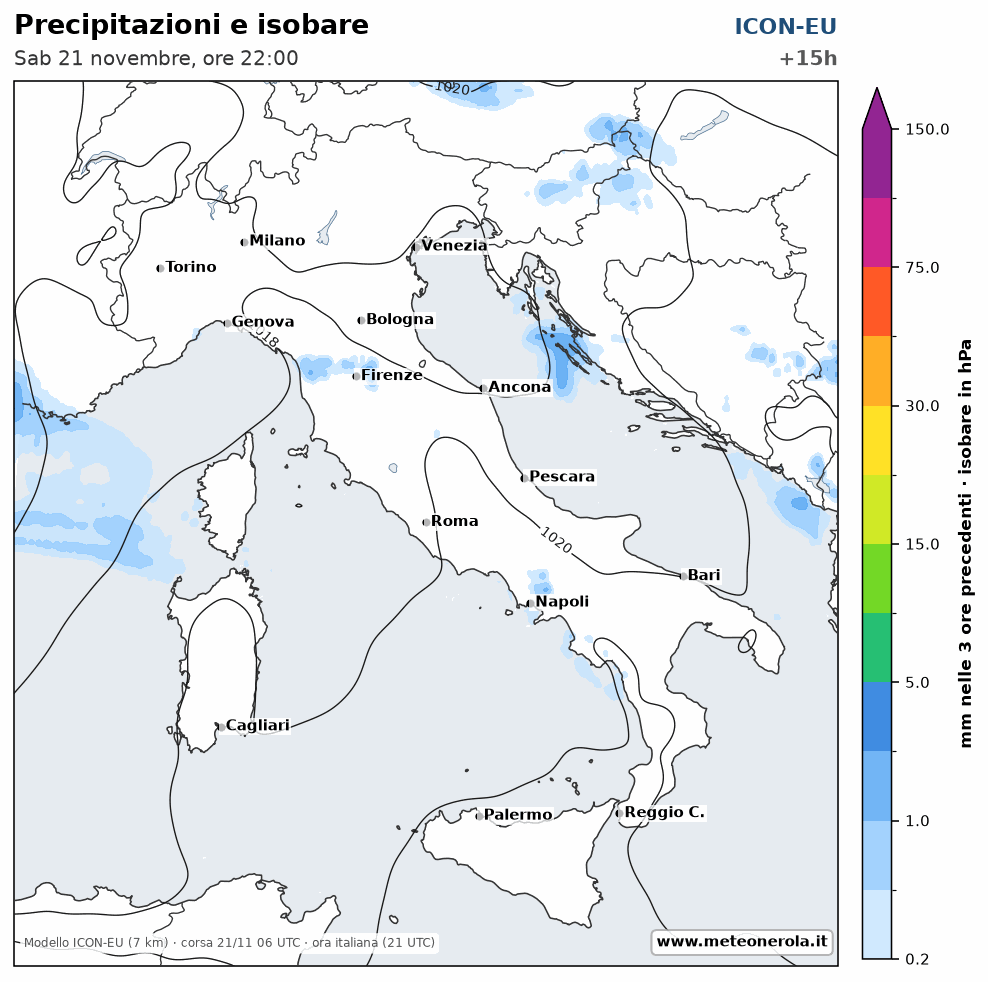 Precipitazioni e isobare
ICON-EU
Sab 21 novembre, ore 22:00
+15h
1020
150.0
Milano
Venezia
Torino
75.0
Genova
Bologna
Firenze
Ancona
30.0
Pescara
Roma
1020
15.0
Bari
Napoli
5.0
Cagliari
Palermo
Reggio C.
1.0
0.2
mm nelle 3 ore precedenti · isobare in hPa
Modello ICON-EU (7 km) · corsa 21/11 06 UTC · ora italiana (21 UTC)
www.meteonerola.it